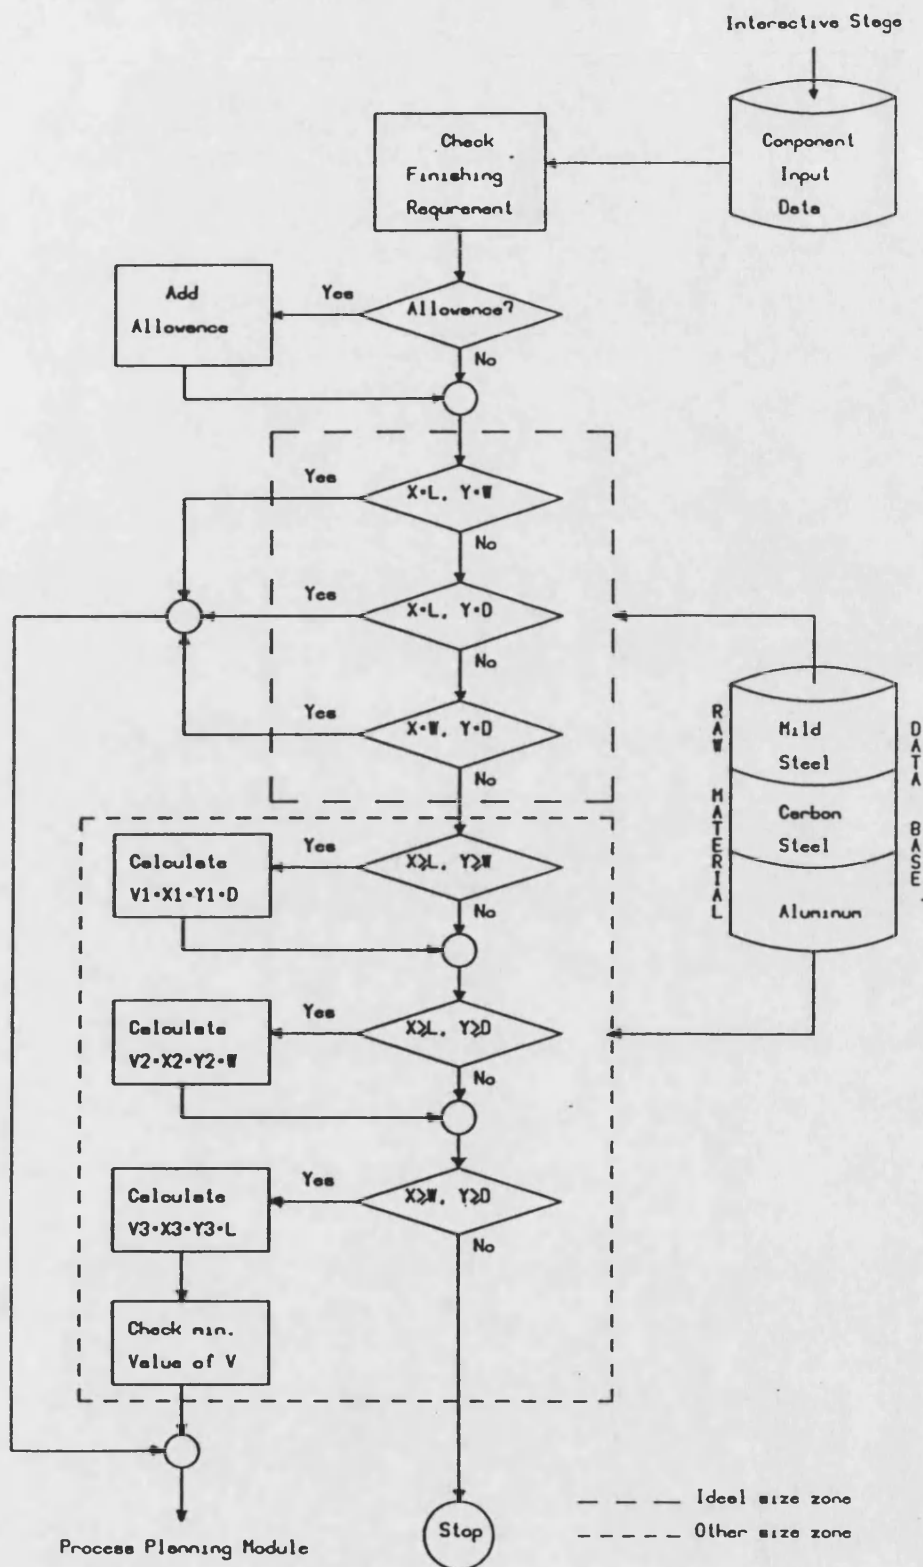 Interactive Stage
Component
Input
Data
Check
Finishing
Requrement
Allowance?
Yes
No
Add
Allowance
X=L, Y=W
Yes
No
X=L, Y=D
Yes
No
X=W, Y=D
Yes
No
RAW MATERIAL
DATA BASE
Mild
Steel
Carbon
Steel
Aluminum
X≥L, Y≥W
Yes
No
Calculate
V1=X1*Y1*D
X≥L, Y≥D
Yes
No
Calculate
V2=X2*Y2*W
X≥W, Y≥D
Yes
No
Calculate
V3=X3*Y3*L
Check min.
Value of V
Stop
Process Planning Module
Ideal size zone
Other size zone